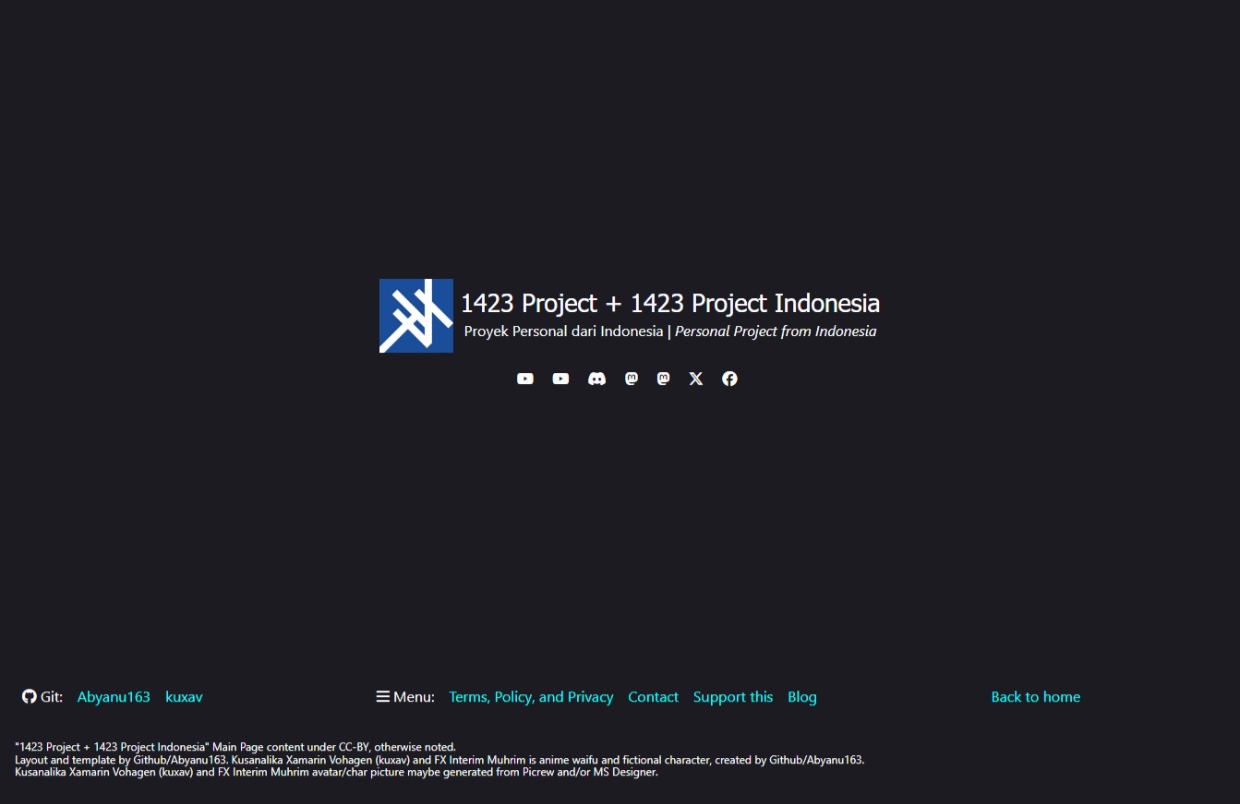 1423 Project + 1423 Project Indonesia
Proyek Personal dari Indonesia | Personal Project from Indonesia
Git: Abyanu163 kuxav
Menu: Terms, Policy, and Privacy Contact Support this Blog
Back to home
"1423 Project + 1423 Project Indonesia" Main Page content under CC-BY, otherwise noted.
Layout and template by Github/Abyanu163. Kusanalika Xamarin Vohagen (kuxav) and FX Interim Muhrim is anime waifu and fictional character, created by Github/Abyanu163.
Kusanalika Xamarin Vohagen (kuxav) and FX Interim Muhrim avatar/char picture maybe generated from Picrew and/or MS Designer.